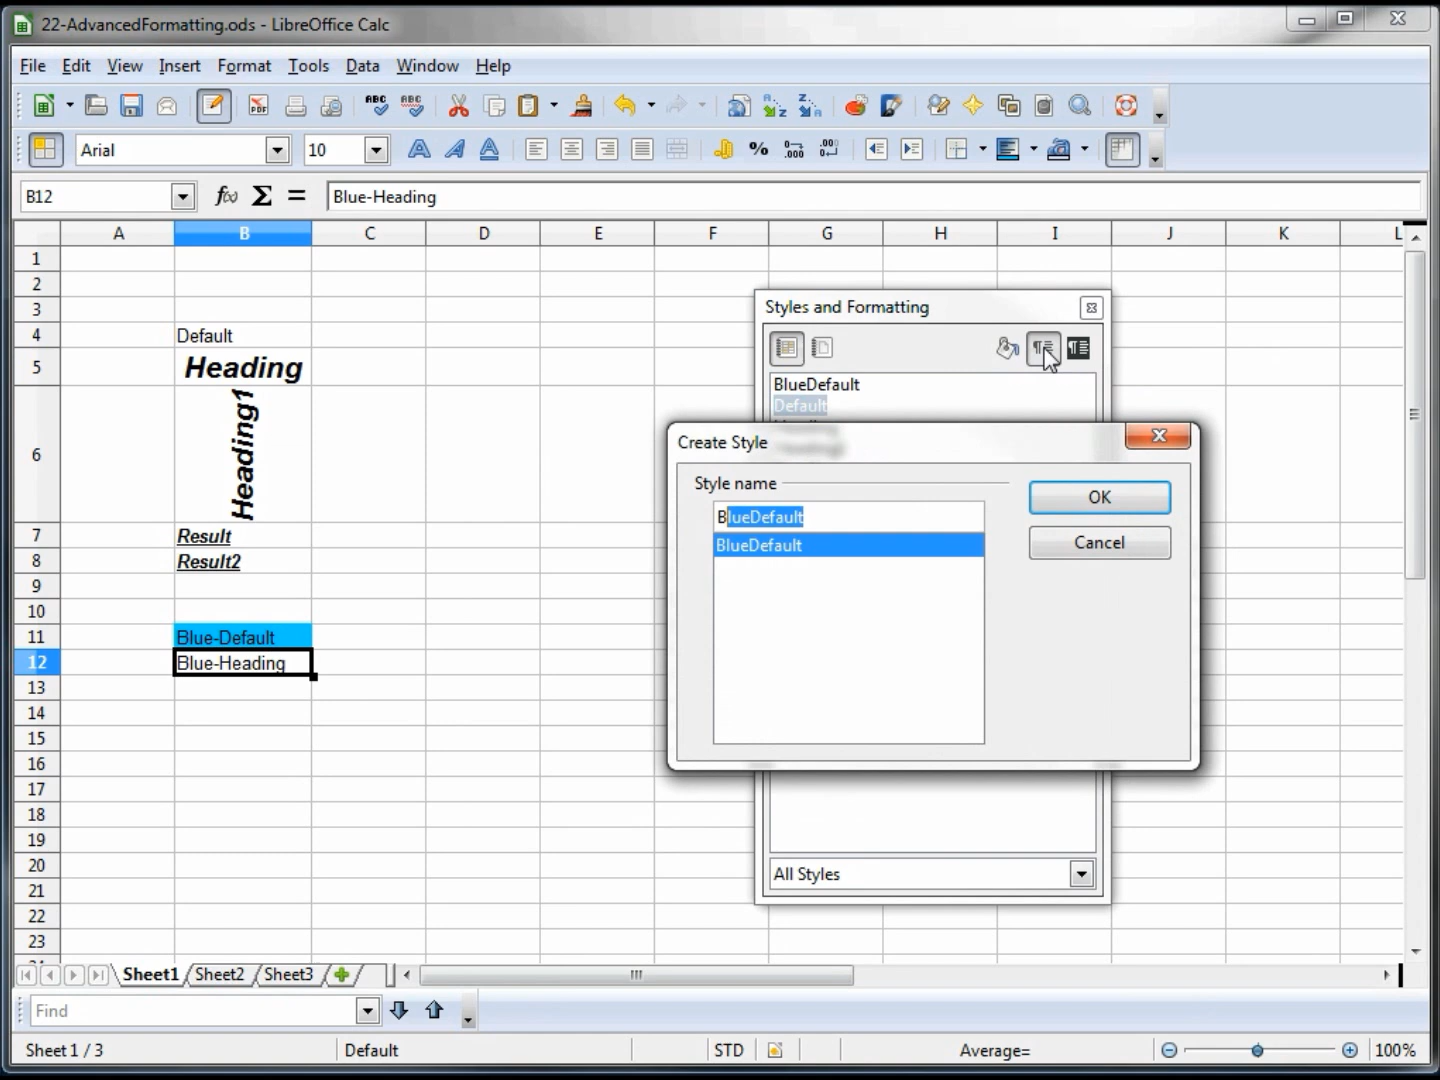 22-AdvancedFormatting.ods - LibreOffice Calc
File Edit View Insert Format Tools Data Window Help
Arial 10
B12 Blue-Heading
A B C D E F G H I J K L
1
2
3
4 Default
5 Heading
6 Heading1
7 Result
8 Result2
9
10
11 Blue-Default
12 Blue-Heading
13
14
15
16
17
18
19
20
21
22
23
Styles and Formatting
BlueDefault
Default
Create Style
Style name
BlueDefault
BlueDefault
OK
Cancel
All Styles
Sheet1 Sheet2 Sheet3
Find
Sheet 1 / 3 Default STD Average= 100%